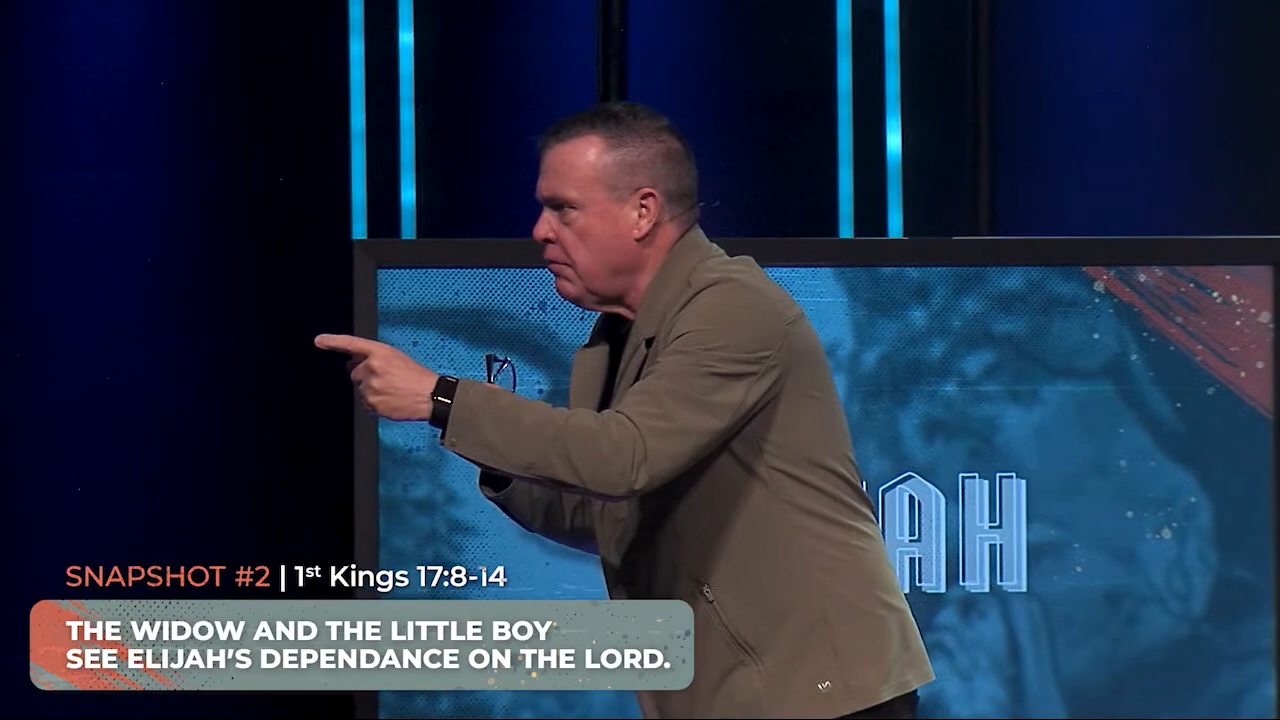 SNAPSHOT #2 | 1st Kings 17:8-14
THE WIDOW AND THE LITTLE BOY
SEE ELIJAH'S DEPENDANCE ON THE LORD.
AH